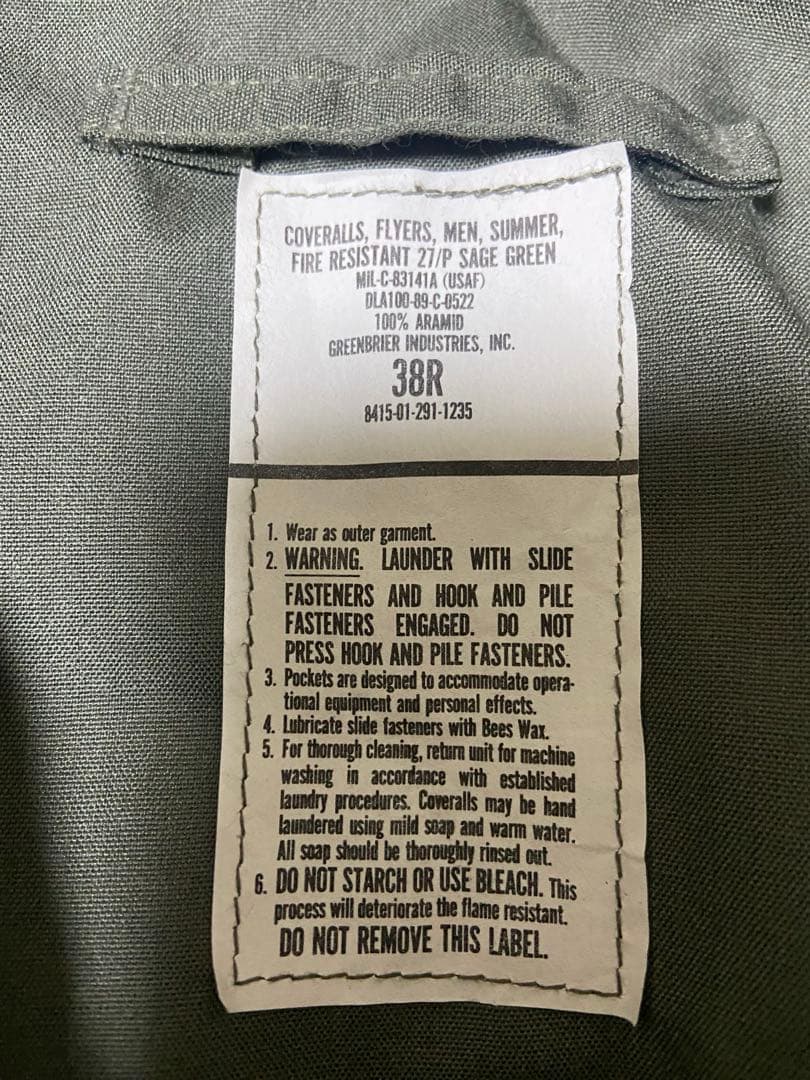 COVERALLS, FLYERS, MEN, SUMMER,
FIRE RESISTANT 27/P SAGE GREEN
MIL-C-83141A (USAF)
DLA100-89-C-0522
100% ARAMID
GREENBRIER INDUSTRIES, INC.
38R
8415-01-291-1235
1. Wear as outer garment.
2. WARNING. LAUNDER WITH SLIDE
FASTENERS AND HOOK AND PILE
FASTENERS ENGAGED. DO NOT
PRESS HOOK AND PILE FASTENERS.
3. Pockets are designed to accommodate opera-
tional equipment and personal effects.
4. Lubricate slide fasteners with Bees Wax.
5. For thorough cleaning, return unit for machine
washing in accordance with established
laundry procedures. Coveralls may be hand
laundered using mild soap and warm water.
All soap should be thoroughly rinsed out.
6. DO NOT STARCH OR USE BLEACH. This
process will deteriorate the flame resistant.
DO NOT REMOVE THIS LABEL.